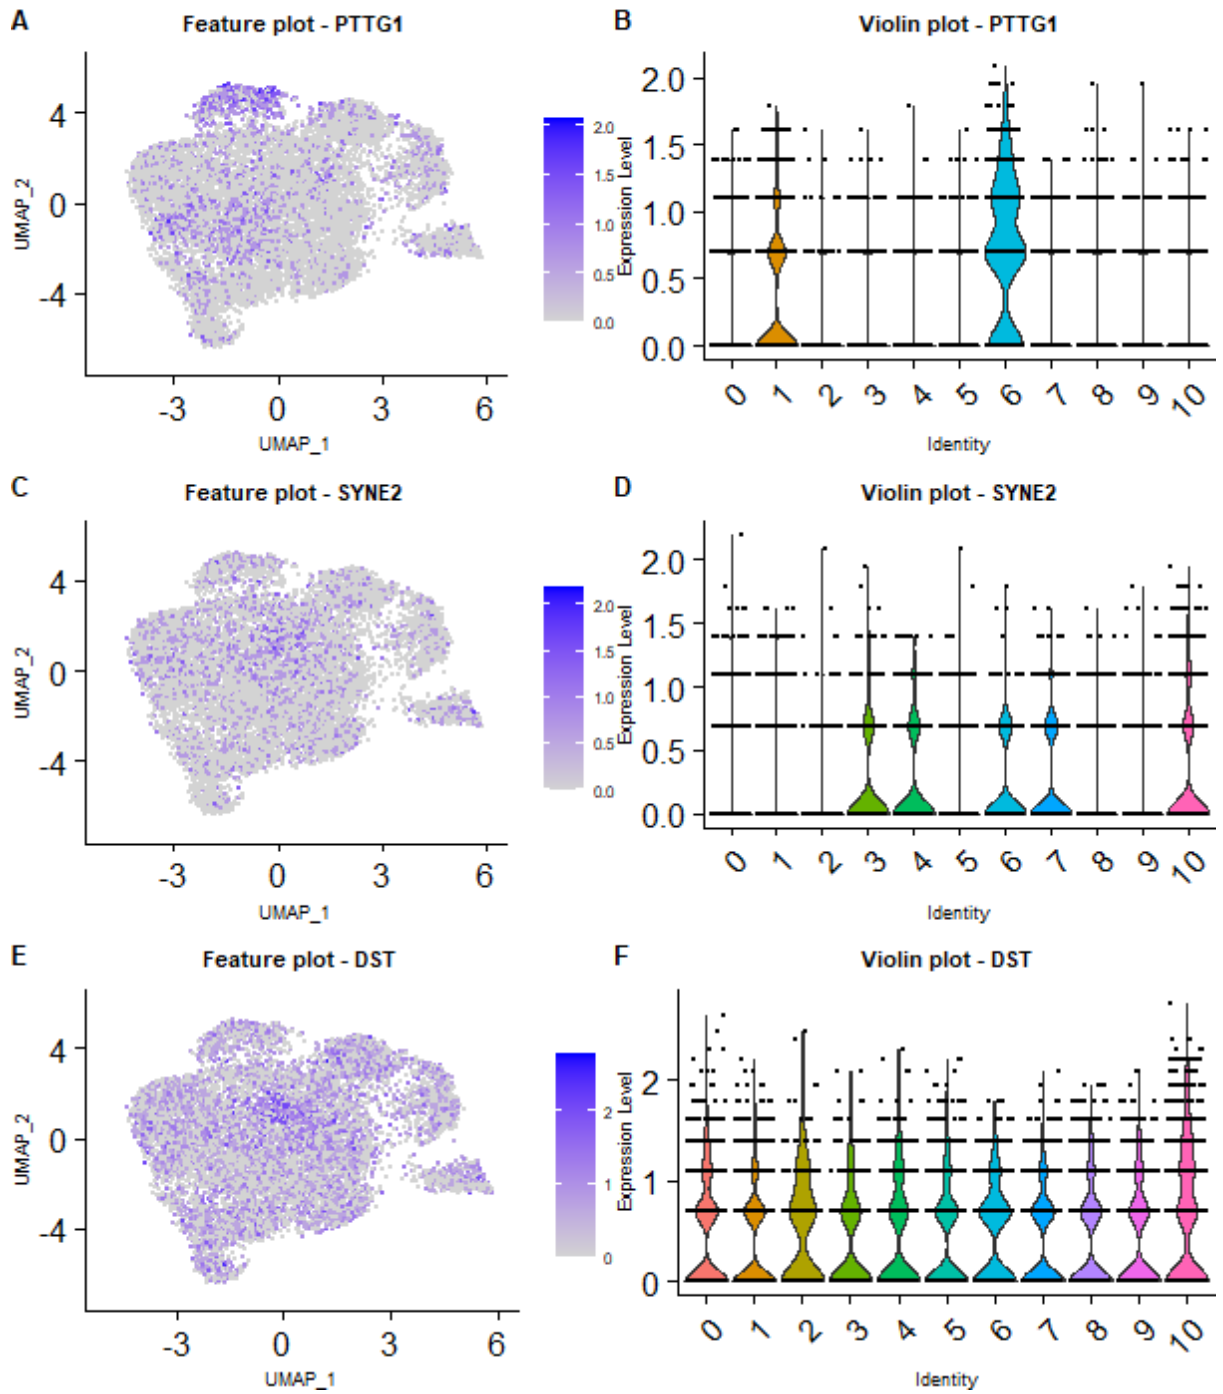 A
Feature plot - PTTG1
4
0
-4
UMAP_2
-3 0 3 6
UMAP_1
2.0
1.5
1.0
0.5
0.0
B
Violin plot - PTTG1
Expression Level
2.0
1.5
1.0
0.5
0.0
0 1 2 3 4 5 6 7 8 9 10
Identity
C
Feature plot - SYNE2
4
0
-4
UMAP_2
-3 0 3 6
UMAP_1
2.0
1.5
1.0
0.5
0.0
D
Violin plot - SYNE2
Expression Level
2.0
1.5
1.0
0.5
0.0
0 1 2 3 4 5 6 7 8 9 10
Identity
E
Feature plot - DST
4
0
-4
UMAP_2
-3 0 3 6
UMAP_1
2
1
0
F
Violin plot - DST
Expression Level
2
1
0
0 1 2 3 4 5 6 7 8 9 10
Identity